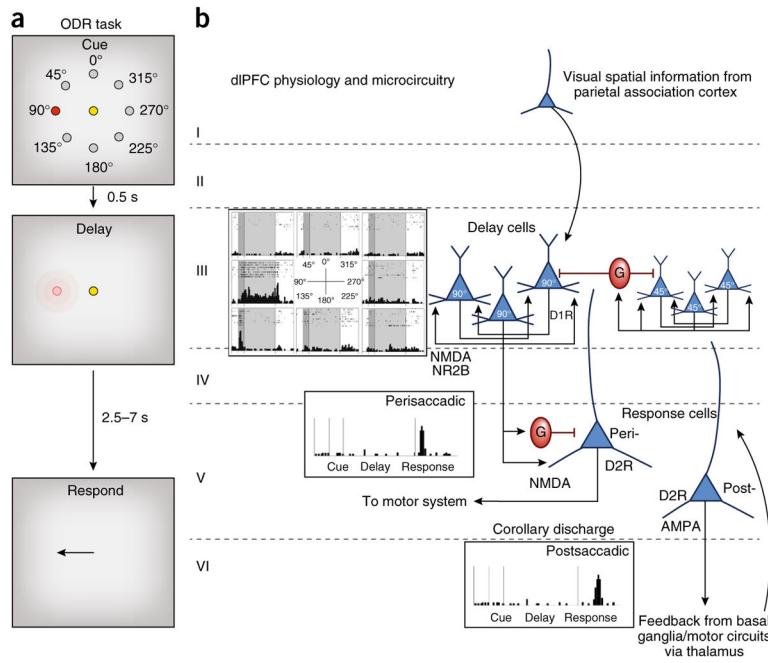 a
ODR task
Cue
0°
45°
315°
90°
270°
135°
225°
180°
0.5 s
Delay
2.5–7 s
Respond
b
dlPFC physiology and microcircuitry
Visual spatial information from
parietal association cortex
I
II
III
IV
V
VI
45°
0°
315°
90°
270°
135°
180°
225°
Delay cells
90°
90°
90°
G
45°
45°
45°
D1R
NMDA
NR2B
Perisaccadic
Cue Delay Response
Response cells
G
Peri-
D2R
NMDA
To motor system
D2R
Post-
AMPA
Corollary discharge
Postsaccadic
Cue Delay Response
Feedback from basal
ganglia/motor circuits
via thalamus